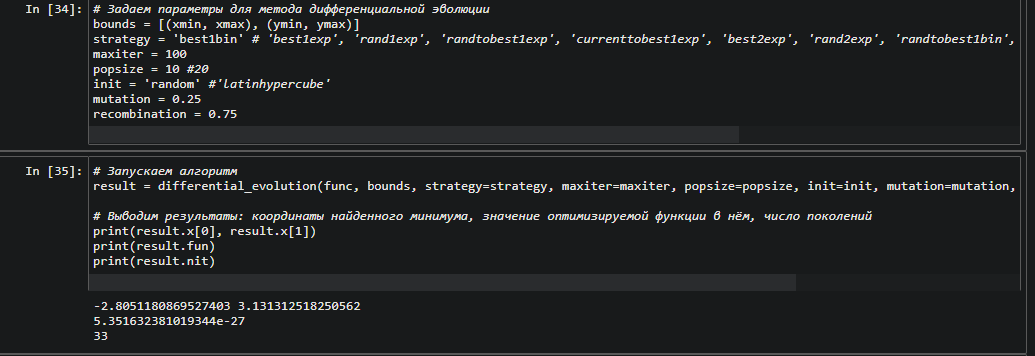 In [34]: # Задаем параметры для метода дифференциальной эволюции
bounds = [(xmin, xmax), (ymin, ymax)]
strategy = 'best1bin' # 'best1exp', 'rand1exp', 'randtobest1exp', 'currenttobest1exp', 'best2exp', 'rand2exp', 'randtobest1bin',
maxiter = 100
popsize = 10 #20
init = 'random' #'latinhypercube'
mutation = 0.25
recombination = 0.75
In [35]: # Запускаем алгоритм
result = differential_evolution(func, bounds, strategy=strategy, maxiter=maxiter, popsize=popsize, init=init, mutation=mutation,
# Выводим результаты: координаты найденного минимума, значение оптимизируемой функции в нём, число поколений
print(result.x[0], result.x[1])
print(result.fun)
print(result.nit)
-2.8051180869527403 3.131312518250562
5.351632381019344e-27
33